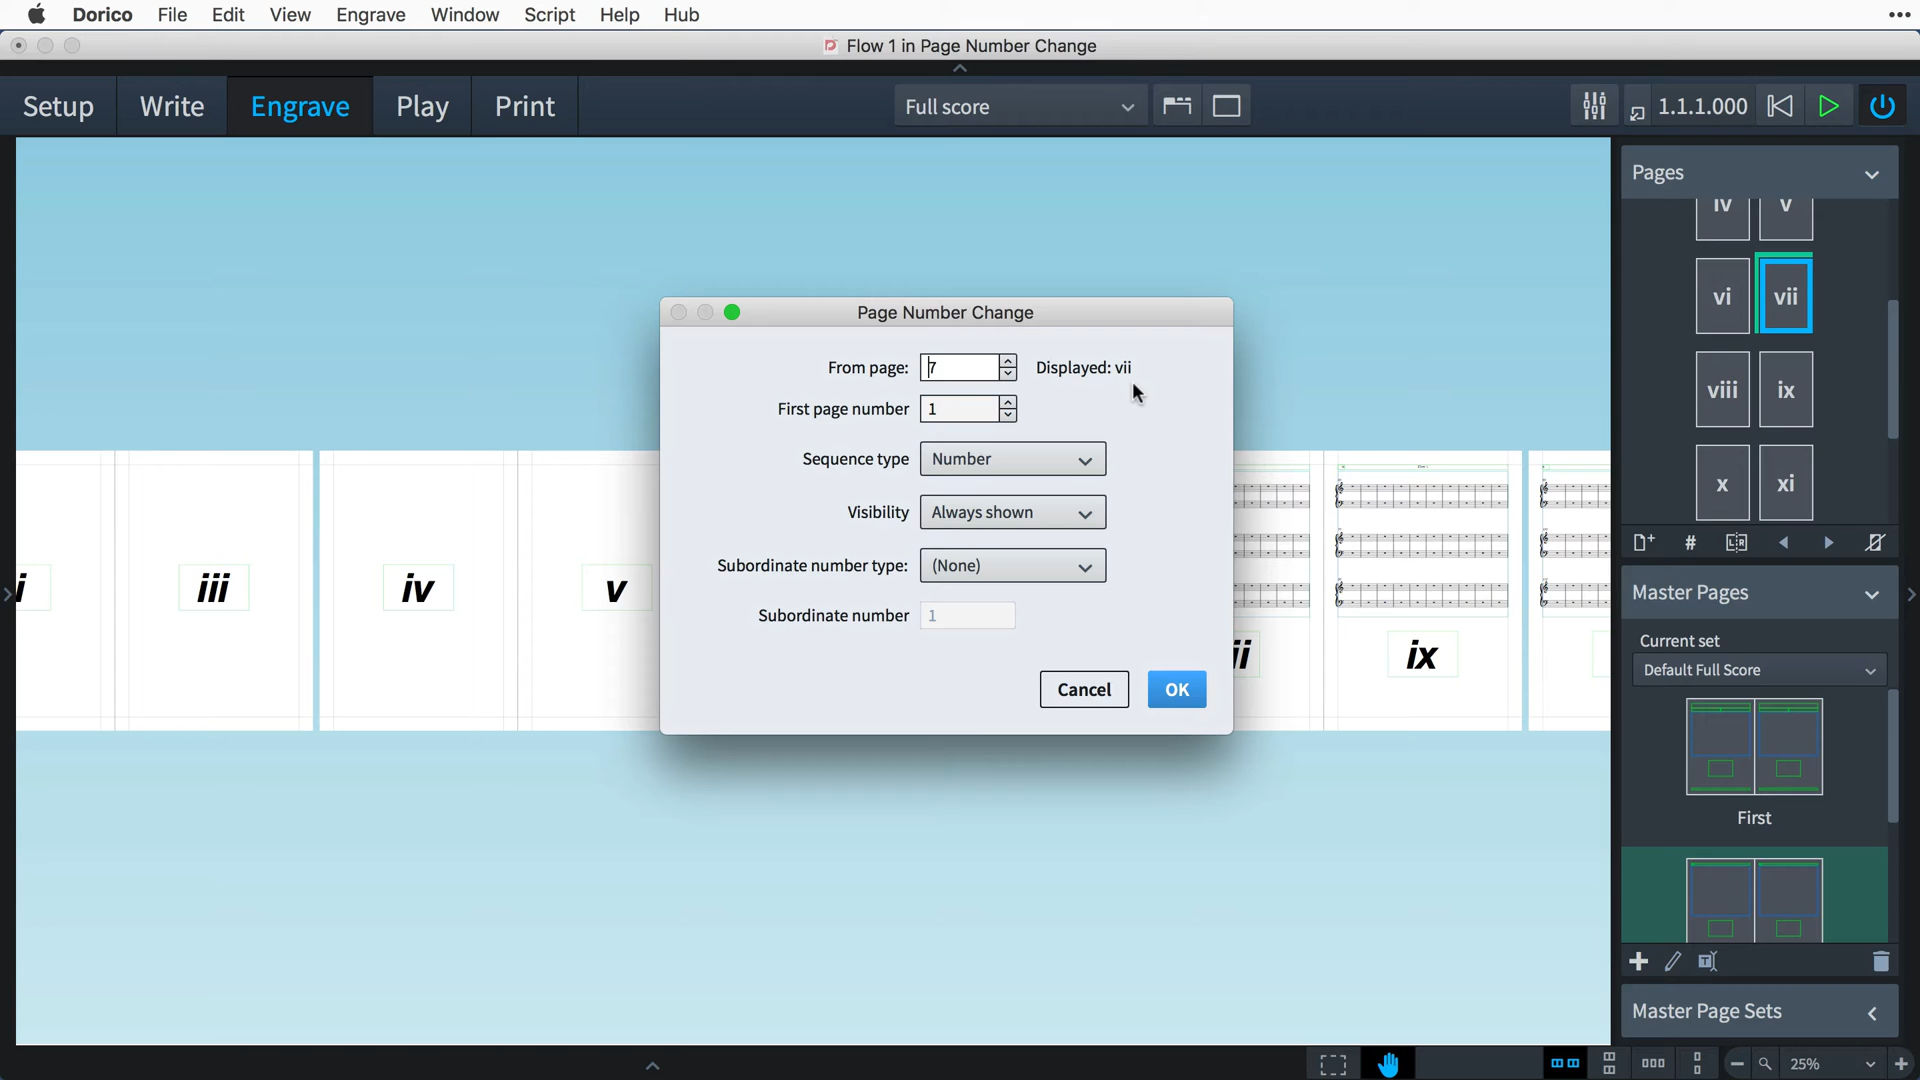 Dorico File Edit View Engrave Window Script Help Hub
Flow 1 in Page Number Change
Setup Write Engrave Play Print Full score 1.1.1.000
Pages
iv v
vi vii
viii ix
x xi
Page Number Change
From page: 7 Displayed: vii
First page number 1
Sequence type Number
Visibility Always shown
Subordinate number type: (None)
Subordinate number 1
Cancel OK
iii iv v
ix
Master Pages
Current set
Default Full Score
First
Master Page Sets
25%